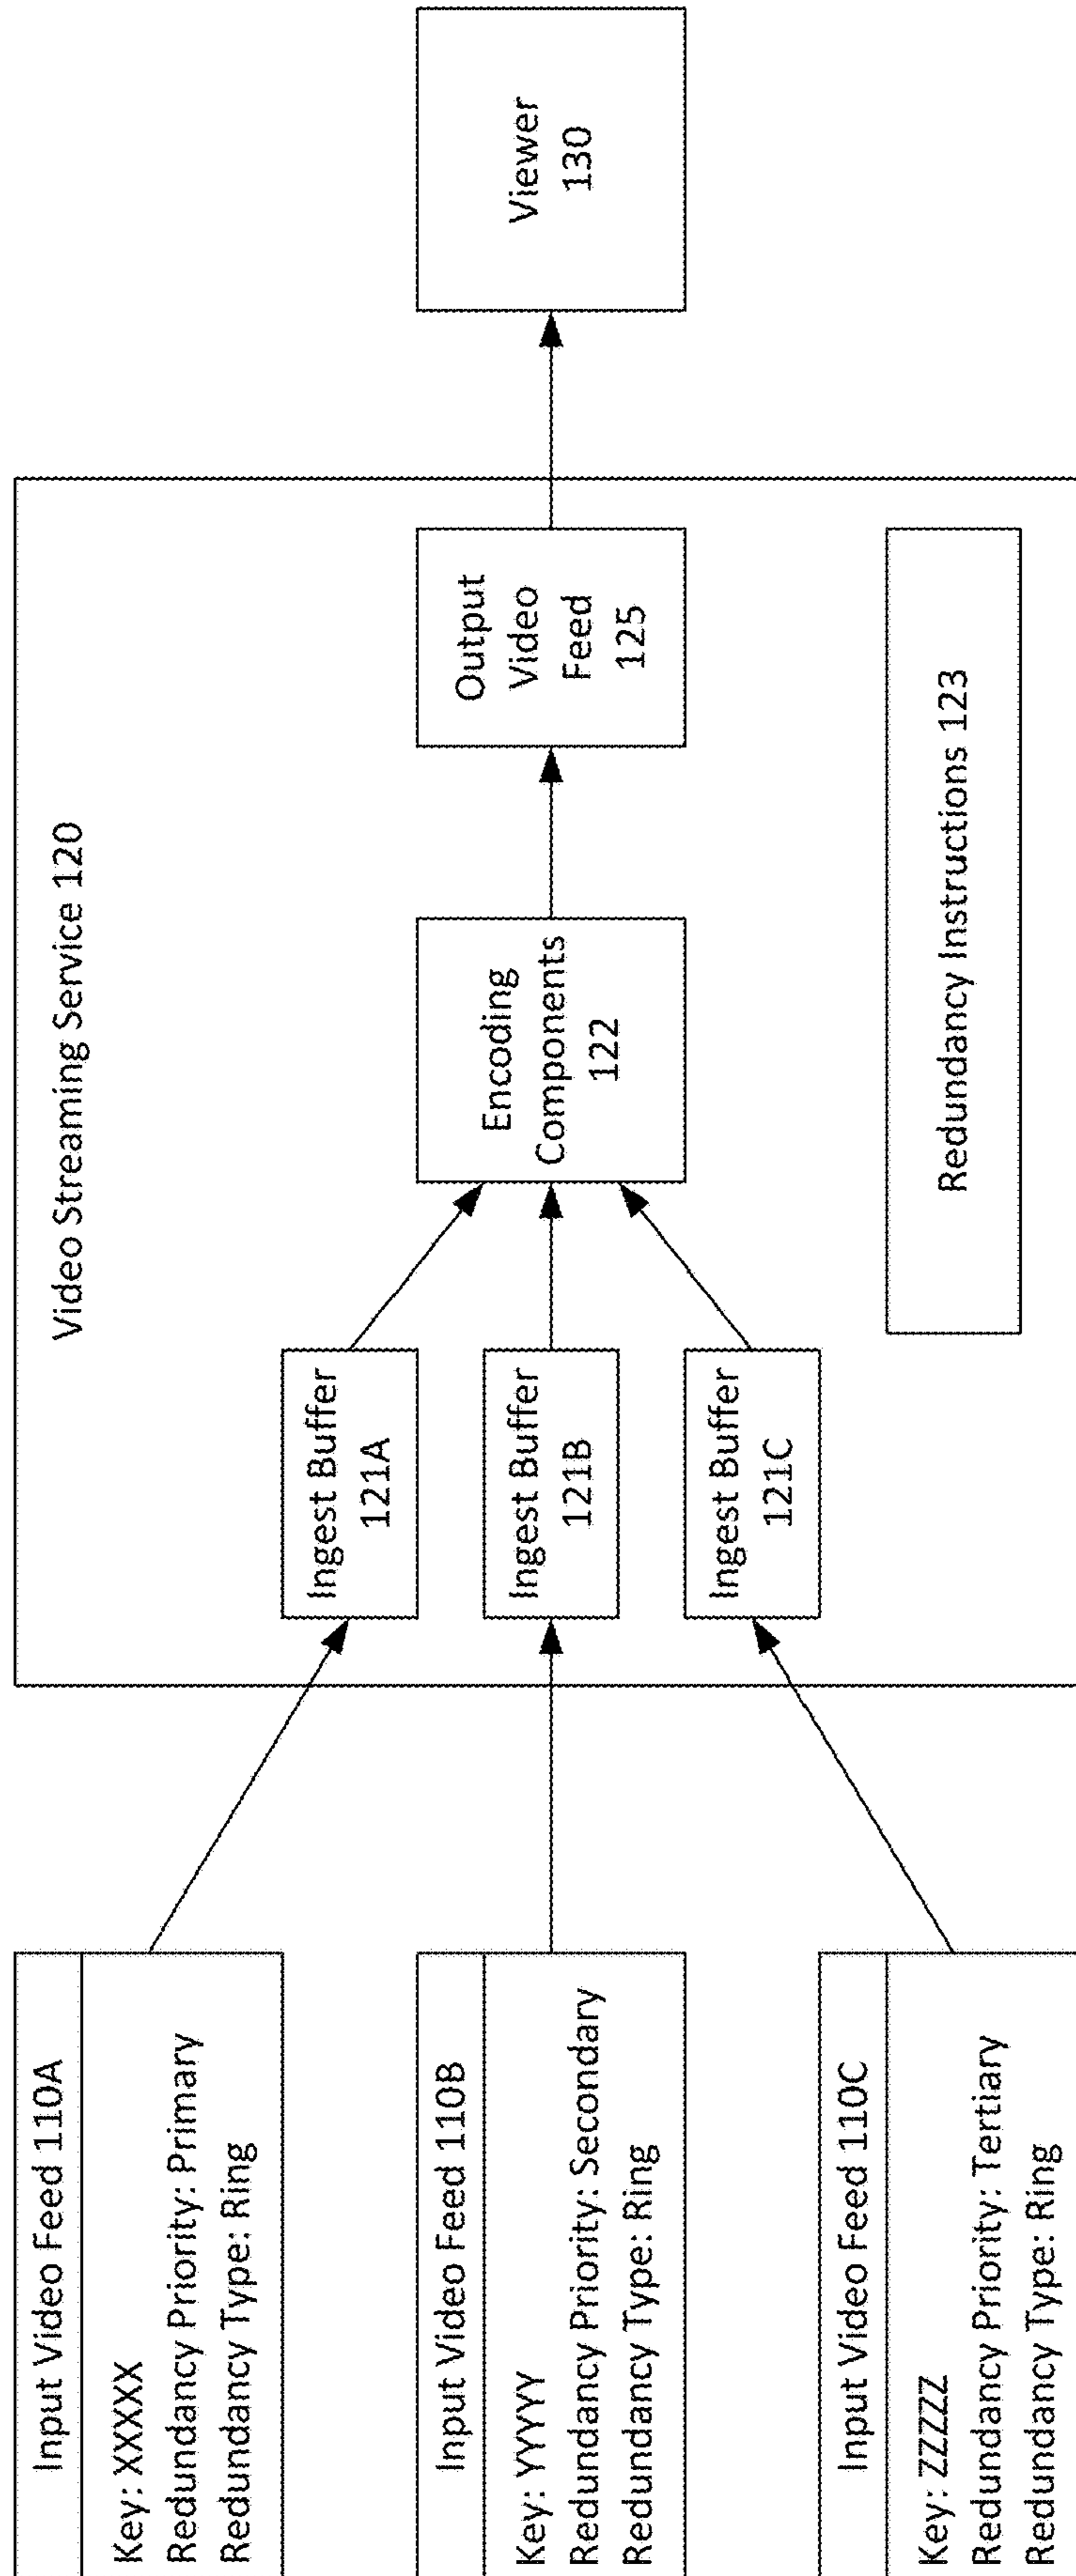 Input Video Feed 110A
Key: XXXXX
Redundancy Priority: Primary
Redundancy Type: Ring
Input Video Feed 110B
Key: YYYYY
Redundancy Priority: Secondary
Redundancy Type: Ring
Input Video Feed 110C
Key: ZZZZZ
Redundancy Priority: Tertiary
Redundancy Type: Ring
Video Streaming Service 120
Ingest Buffer
121A
Ingest Buffer
121B
Ingest Buffer
121C
Encoding
Components
122
Output
Video
Feed
125
Redundancy Instructions 123
Viewer
130